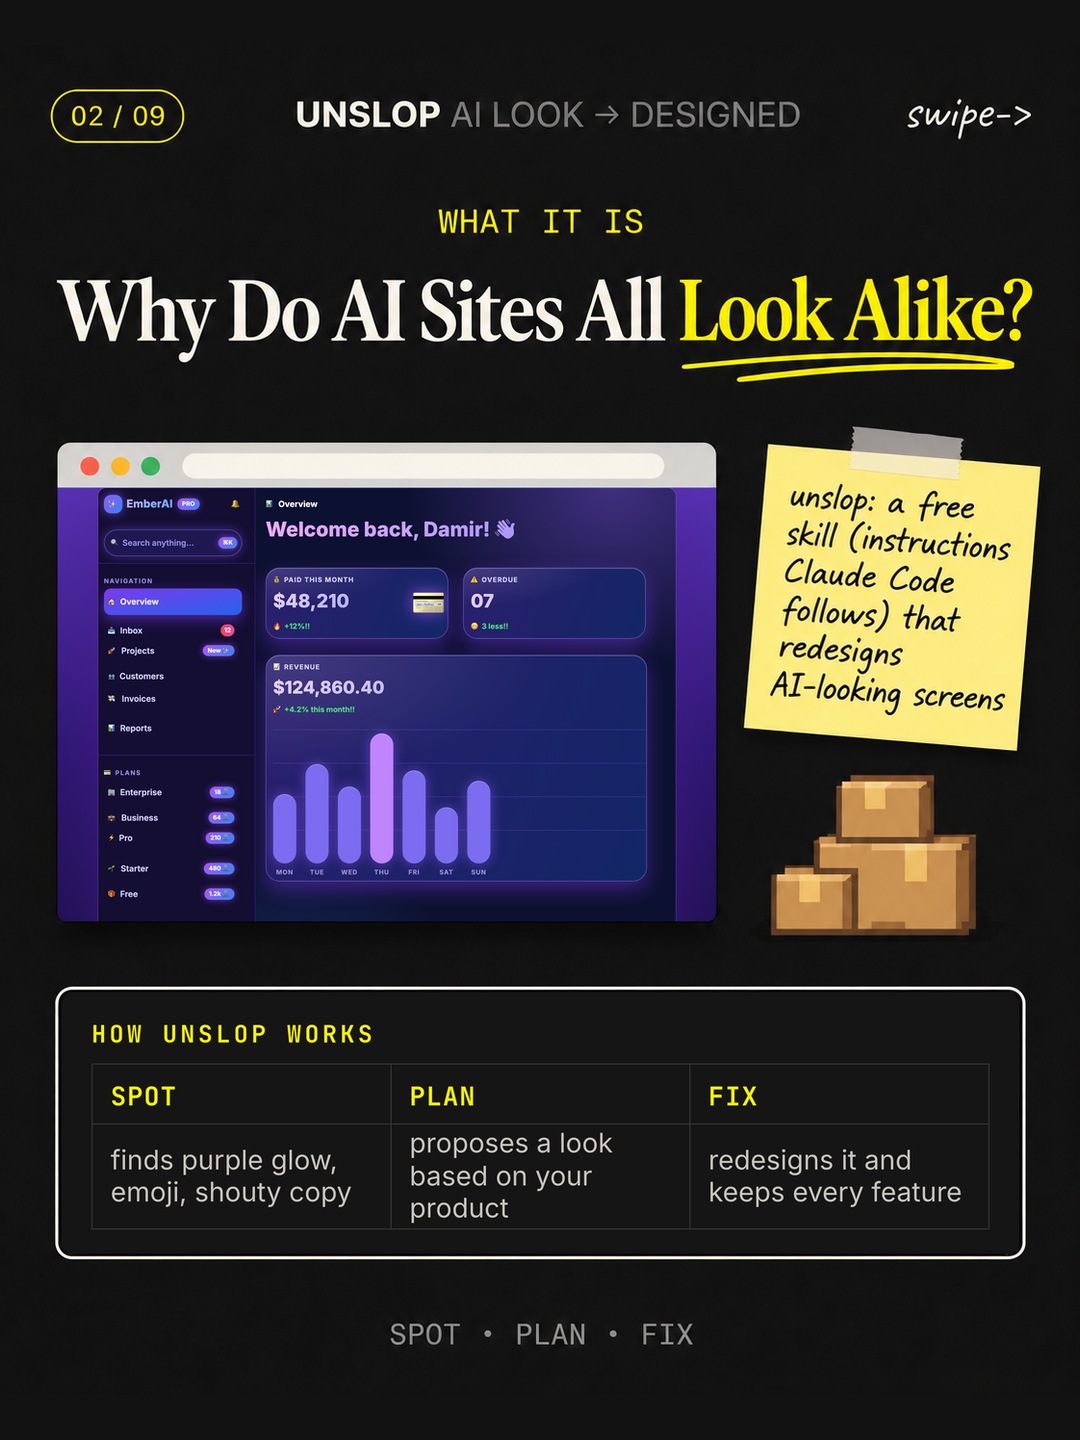 02 / 09
UNSLOP AI LOOK → DESIGNED
swipe->
WHAT IT IS
Why Do AI Sites All Look Alike?
EmberAI PRO
Search anything... ⌘K
NAVIGATION
Overview
Inbox 12
Projects New
Customers
Invoices
Reports
PLANS
Enterprise 18
Business 64
Pro 210
Starter 480
Free 1.2k
Overview
Welcome back, Damir! 👋
PAID THIS MONTH
$48,210
+12%!!
OVERDUE
07
3 less!!
REVENUE
$124,860.40
+4.2% this month!!
MON TUE WED THU FRI SAT SUN
unslop: a free
skill (instructions
Claude Code
follows) that
redesigns
AI-looking screens
HOW UNSLOP WORKS
SPOT
PLAN
FIX
finds purple glow,
emoji, shouty copy
proposes a look
based on your
product
redesigns it and
keeps every feature
SPOT • PLAN • FIX